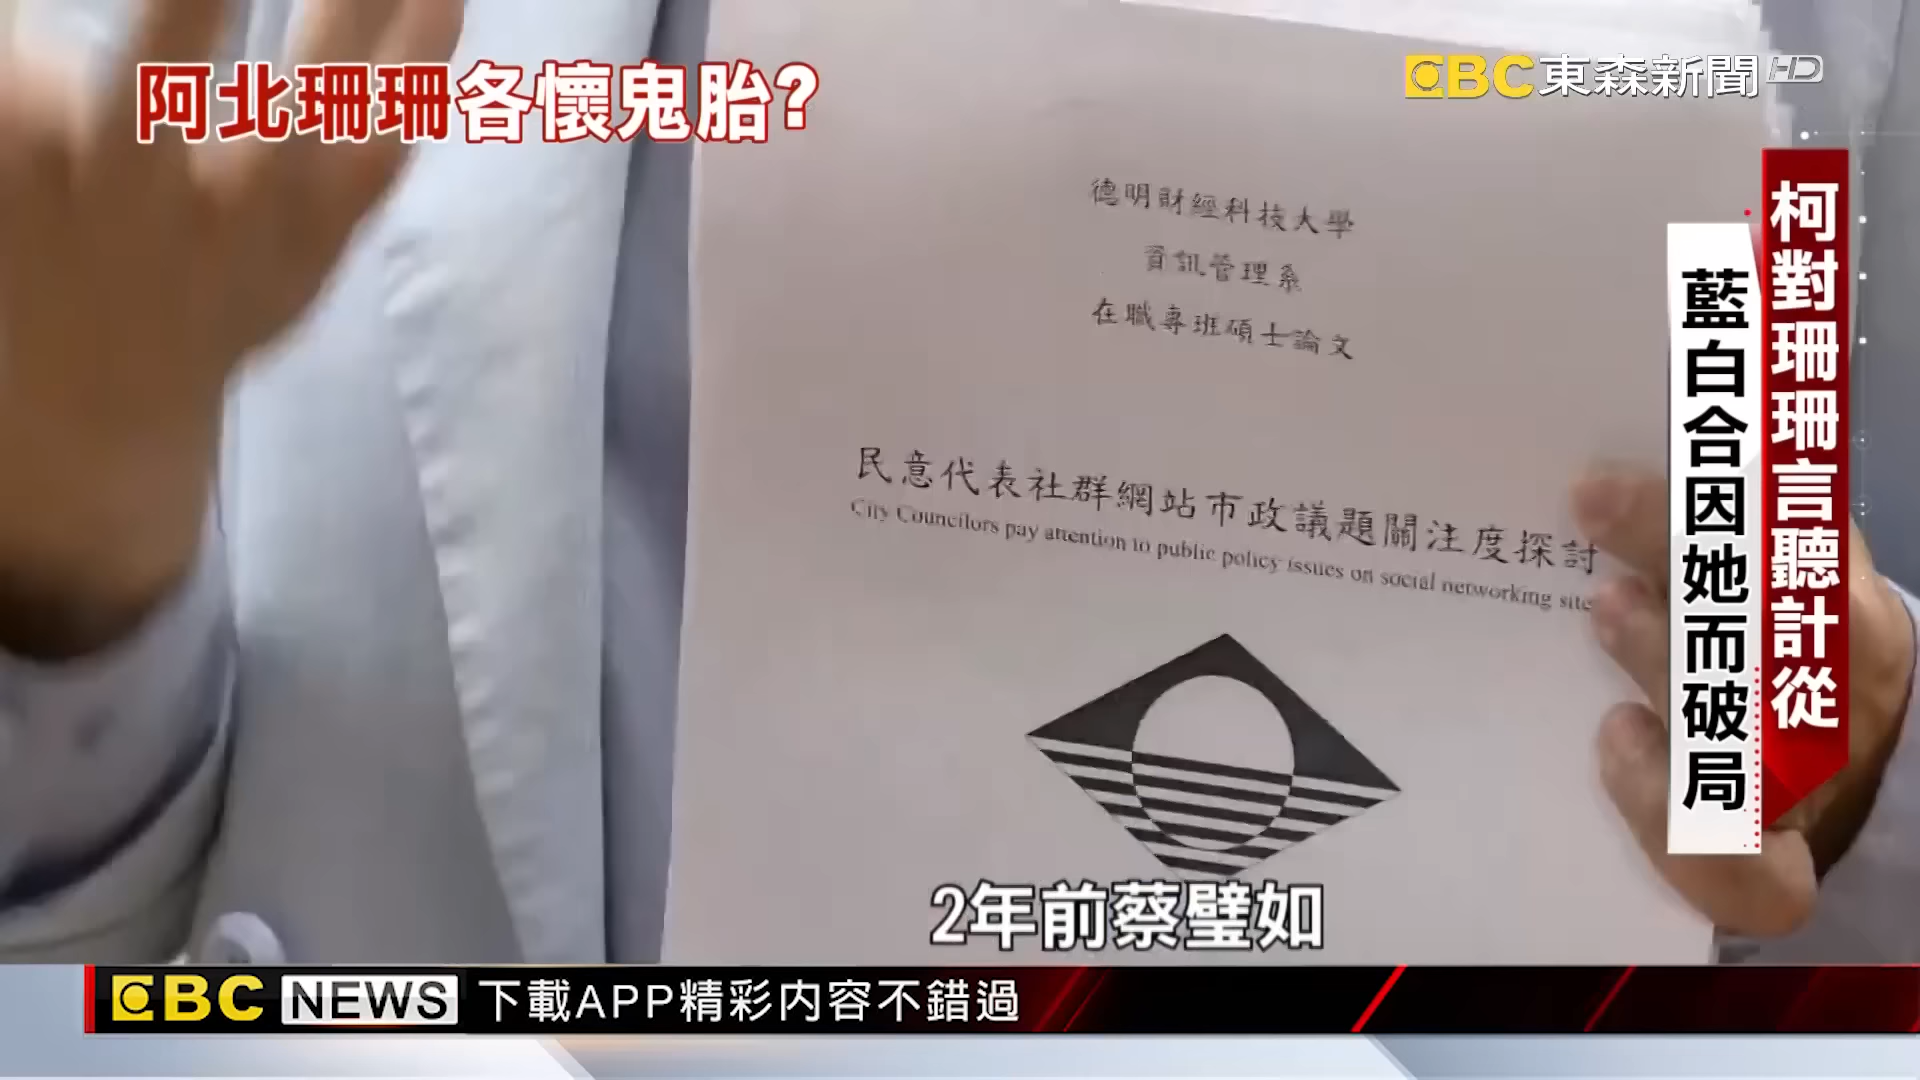 阿北珊珊各懷鬼胎?
EBC東森新聞HD
柯對珊珊言聽計從
藍白合因她而破局
德明財經科技大學
資訊管理系
在職專班碩士論文
民意代表社群網站市政議題關注度探討
City Councilors pay attention to public policy issues on social networking site
2年前蔡壁如
EBC NEWS 下載APP精彩內容不錯過